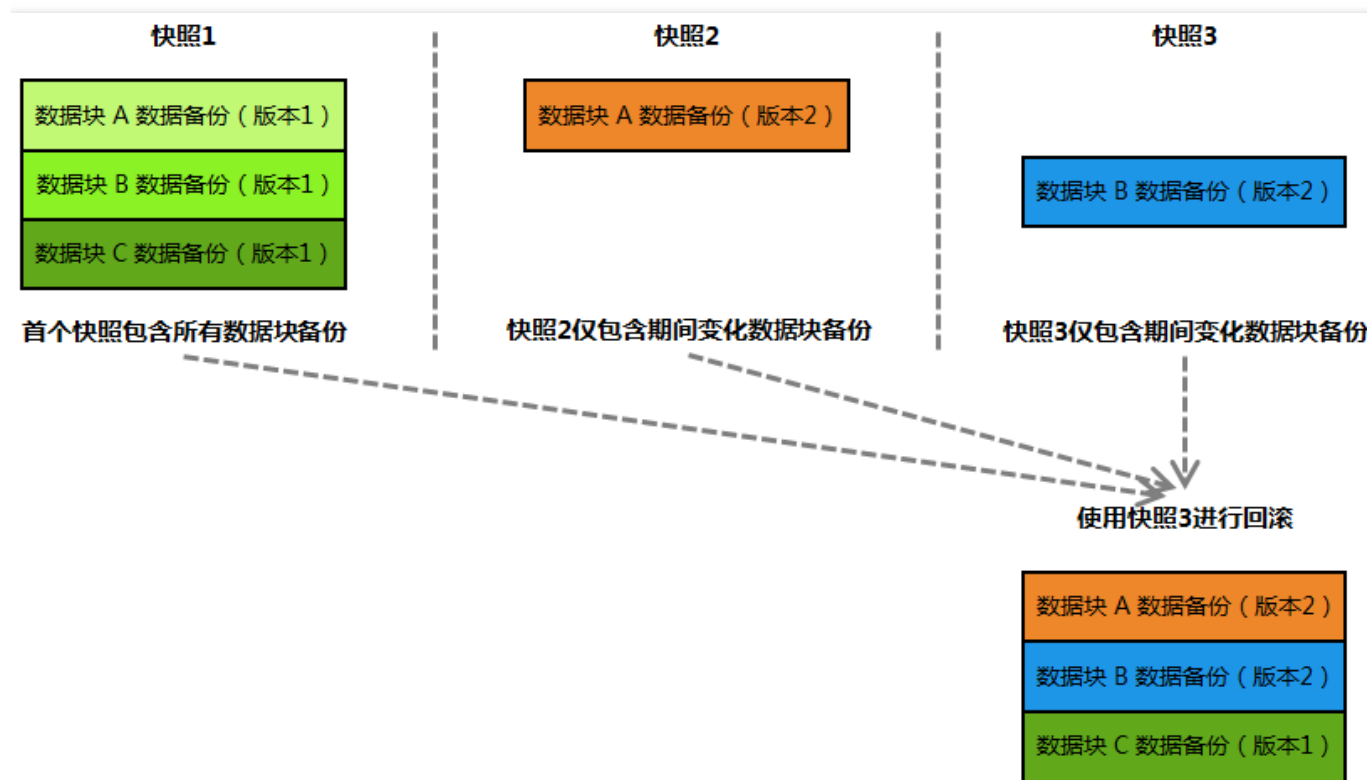 快照1
快照2
快照3
数据块 A 数据备份（版本1）
数据块 B 数据备份（版本1）
数据块 C 数据备份（版本1）
数据块 A 数据备份（版本2）
数据块 B 数据备份（版本2）
首个快照包含所有数据块备份
快照2仅包含期间变化数据块备份
快照3仅包含期间变化数据块备份
使用快照3进行回滚
数据块 A 数据备份（版本2）
数据块 B 数据备份（版本2）
数据块 C 数据备份（版本1）